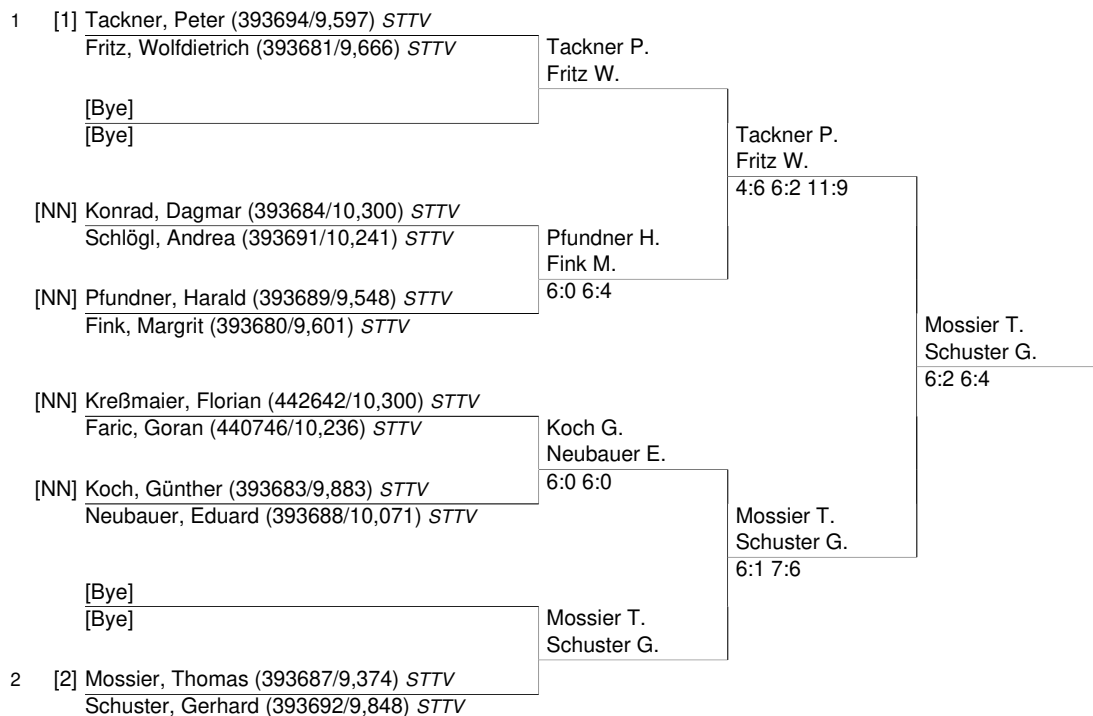 1 [1] Tackner, Peter (393694/9,597) STTV
Fritz, Wolfdietrich (393681/9,666) STTV
Tackner P.
Fritz W.
[Bye]
[Bye]
Tackner P.
Fritz W.
4:6 6:2 11:9
[NN] Konrad, Dagmar (393684/10,300) STTV
Schlögl, Andrea (393691/10,241) STTV
Pfundner H.
Fink M.
6:0 6:4
[NN] Pfundner, Harald (393689/9,548) STTV
Fink, Margrit (393680/9,601) STTV
Mossier T.
Schuster G.
6:2 6:4
[NN] Kreßmaier, Florian (442642/10,300) STTV
Faric, Goran (440746/10,236) STTV
Koch G.
Neubauer E.
6:0 6:0
[NN] Koch, Günther (393683/9,883) STTV
Neubauer, Eduard (393688/10,071) STTV
Mossier T.
Schuster G.
6:1 7:6
[Bye]
[Bye]
Mossier T.
Schuster G.
2 [2] Mossier, Thomas (393687/9,374) STTV
Schuster, Gerhard (393692/9,848) STTV